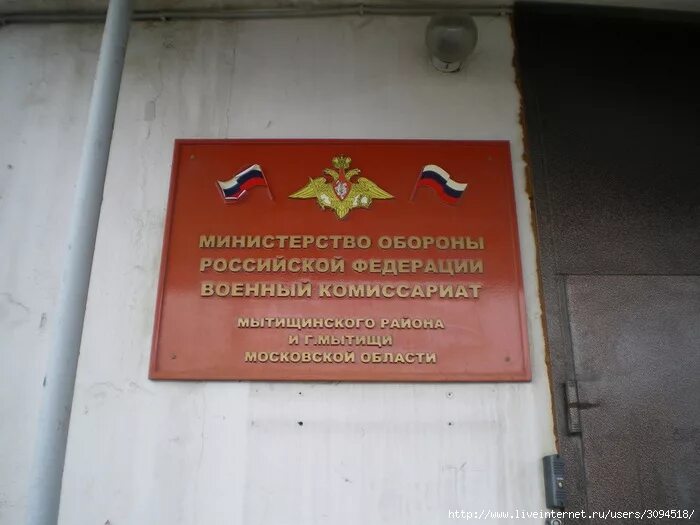 МИНИСТЕРСТВО ОБОРОНЫ
РОССИЙСКОЙ ФЕДЕРАЦИИ
ВОЕННЫЙ КОМИССАРИАТ
МЫТИЩИНСКОГО РАЙОНА
И Г.МЫТИЩИ
МОСКОВСКОЙ ОБЛАСТИ
http://www.liveinternet.ru/users/3094518/